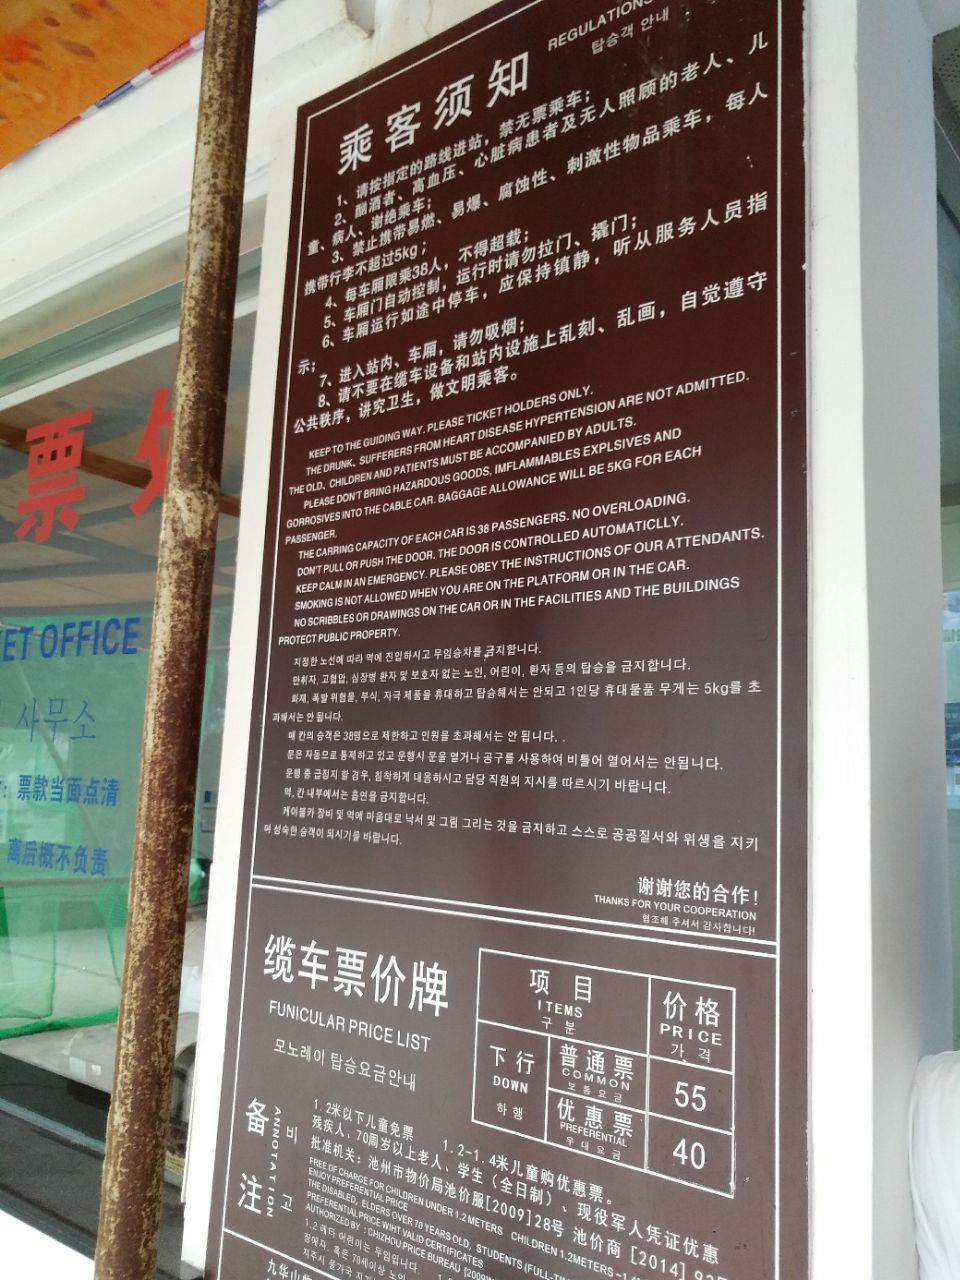 乘客须知
REGULATIONS
탑승객 안내
1、请按指定的路线进站，禁无票乘车；
2、酗酒者、高血压、心脏病患者及无人照顾的老人、儿
童、病人、谢绝乘车；
3、禁止携带易燃、易爆、腐蚀性、刺激性物品乘车，每人
携带行李不超过5kg；
4、每车厢限乘38人，不得超载；
5、车厢门自动控制，运行时请勿拉门、撬门；
6、车厢运行如途中停车，应保持镇静，听从服务人员指
示；
7、进入站内、车厢，请勿吸烟；
8、请不要在缆车设备和站内设施上乱刻、乱画，自觉遵守
公共秩序，讲究卫生，做文明乘客。
KEEP TO THE GUIDING WAY. PLEASE TICKET HOLDERS ONLY.
THE DRUNK、SUFFERERS FROM HEART DISEASE HYPERTENSION ARE NOT ADMITTED.
THE OLD、CHILDREN AND PATIENTS MUST BE ACCOMPANIED BY ADULTS.
PLEASE DON'T BRING HAZARDOUS GOODS, IMFLAMMABLES EXPLSIVES AND
GORROSIVES INTO THE CABLE CAR. BAGGAGE ALLOWANCE WILL BE 5KG FOR EACH
PASSENGER.
THE CARRING CAPACITY OF EACH CAR IS 38 PASSENGERS. NO OVERLOADING.
DON'T PULL OR PUSH THE DOOR. THE DOOR IS CONTROLLED AUTOMATICLLY.
KEEP CALM IN AN EMERGENCY. PLEASE OBEY THE INSTRUCTIONS OF OUR ATTENDANTS.
SMOKING IS NOT ALLOWED WHEN YOU ARE ON THE PLATFORM OR IN THE CAR.
NO SCRIBBLES OR DRAWINGS ON THE CAR OR IN THE FACILITIES AND THE BUILDINGS
PROTECT PUBLIC PROPERTY.
지정한 노선에 따라 역에 진입하시고 무임승차를 금지합니다.
만취자, 고혈압, 심장병 환자 및 보호자 없는 노인, 어린이, 환자 등의 탑승을 금지합니다.
화재, 폭발 위험물, 부식, 자극 제품을 휴대하고 탑승해서는 안되고 1인당 휴대물품 무게는 5kg를 초
과해서는 안 됩니다.
매 칸의 승객은 38명으로 제한하고 인원을 초과해서는 안 됩니다.
문은 자동으로 통제하고 있고 운행시 문을 열거나 공구를 사용하여 비틀어 열어서는 안됩니다.
운행 중 급정지 할 경우, 침착하게 대응하시고 담당 직원의 지시를 따르시기 바랍니다.
역, 칸 내부에서는 흡연을 금지합니다.
케이블카 장비 및 역에 마음대로 낙서 및 그림 그리는 것을 금지하고 스스로 공공질서와 위생을 지키
며 성숙한 승객이 되시기를 바랍니다.
谢谢您的合作！
THANKS FOR YOUR COOPERATION
협조해 주셔서 감사합니다!
缆车票价牌
FUNICULAR PRICE LIST
모노레이 탑승요금안내
项目
ITEMS
구분
价格
PRICE
가격
下行
DOWN
하행
普通票
COMMON
보통요금
55
优惠票
PREFERENTIAL
우대요금
40
备注
ANNOTATION
비고
1.2米以下儿童免票 1.2-1.4米儿童购优惠票。
残疾人、70周岁以上老人、学生（全日制）、现役军人凭证优惠
批准机关：池州市物价局池价服[2009]28号 池价商[2014]93
FREE OF CHARGE FOR CHILDREN UNDER 1.2 METERS CHILDREN 1.2METERS
ENJOY PREFERENTIAL PRICE
THE DISABLED, ELDERS OVER 70 YEARS OLD, STUDENTS (FULL-
PREFERENTIAL PRICE WIHT VALID CERTIFICATES
AUTHORIZED BY : CHIZHOU PRICE BUREAU [2009]
1.2 메타 어린이는 무임입니다.
장애자, 혹은 70세이상 노인
九华山
票处
KET OFFICE
사무소
：票款当面点清
离后概不负责